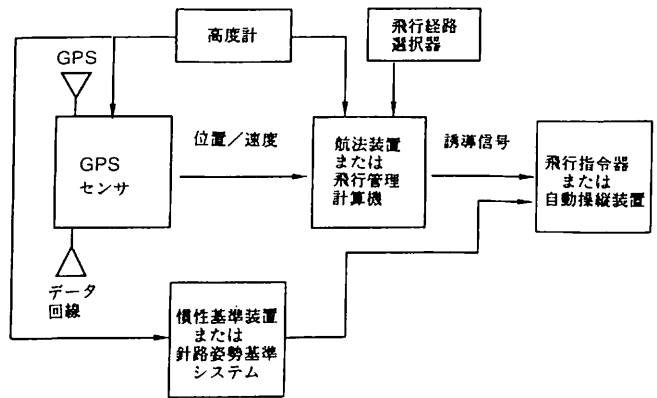 高度計
飛行経路
選択器
GPS
GPS
センサ
位置／速度
航法装置
または
飛行管理
計算機
誘導信号
飛行指令器
または
自動操縦装置
データ
回線
慣性基準装置
または
針路姿勢基準
システム